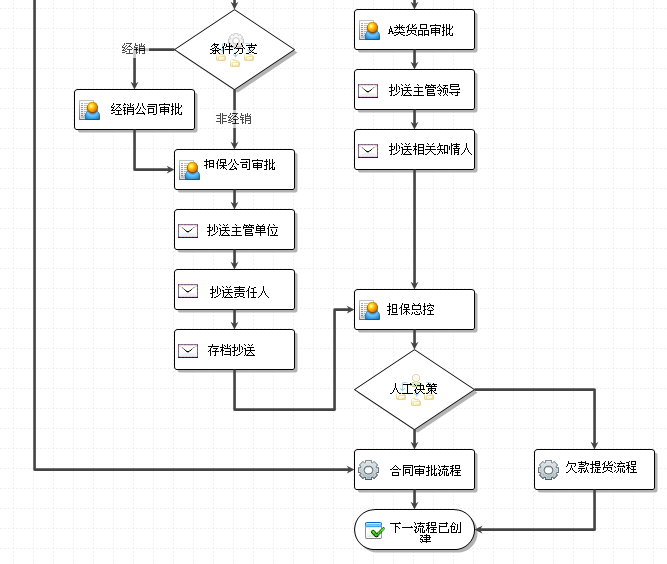 A类货品审批
条件分支
经销
抄送主管领导
经销公司审批
非经销
抄送相关知情人
担保公司审批
抄送主管单位
抄送责任人
担保总控
存档抄送
人工决策
合同审批流程
欠款提货流程
下一流程已创
建